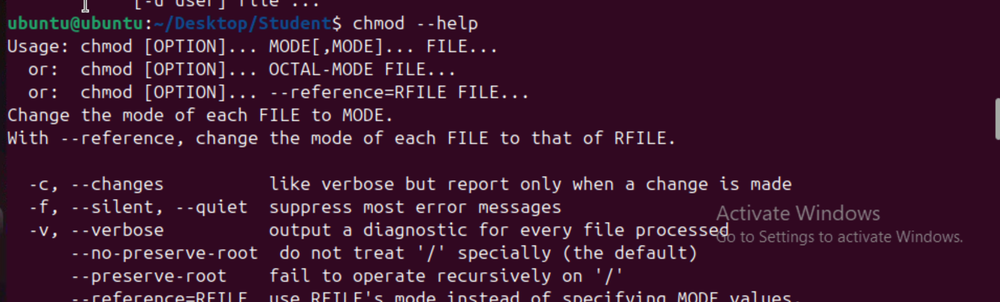 [-d user] file ...
ubuntu@ubuntu:~/Desktop/Student$ chmod --help
Usage: chmod [OPTION]... MODE[,MODE]... FILE...
  or:  chmod [OPTION]... OCTAL-MODE FILE...
  or:  chmod [OPTION]... --reference=RFILE FILE...
Change the mode of each FILE to MODE.
With --reference, change the mode of each FILE to that of RFILE.

  -c, --changes          like verbose but report only when a change is made
  -f, --silent, --quiet  suppress most error messages
  -v, --verbose          output a diagnostic for every file processed
      --no-preserve-root  do not treat '/' specially (the default)
      --preserve-root    fail to operate recursively on '/'
      --reference=RFILE  use RFILE's mode instead of specifying MODE values.
Activate Windows
Go to Settings to activate Windows.